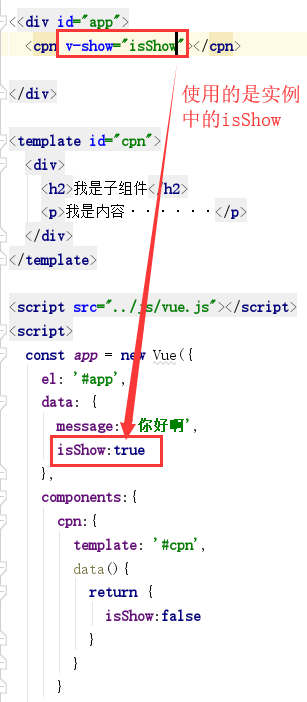 <<div id="app">
<cpn v-show="isShow"></cpn>
使用的是实例
中的isShow
</div>
<template id="cpn">
<div>
<h2>我是子组件</h2>
<p>我是内容······</p>
</div>
</template>
<script src="../js/vue.js"></script>
<script>
const app = new Vue({
el: '#app',
data: {
message: '你好啊',
isShow:true
},
components:{
cpn:{
template: '#cpn',
data(){
return {
isShow:false
}
}
}